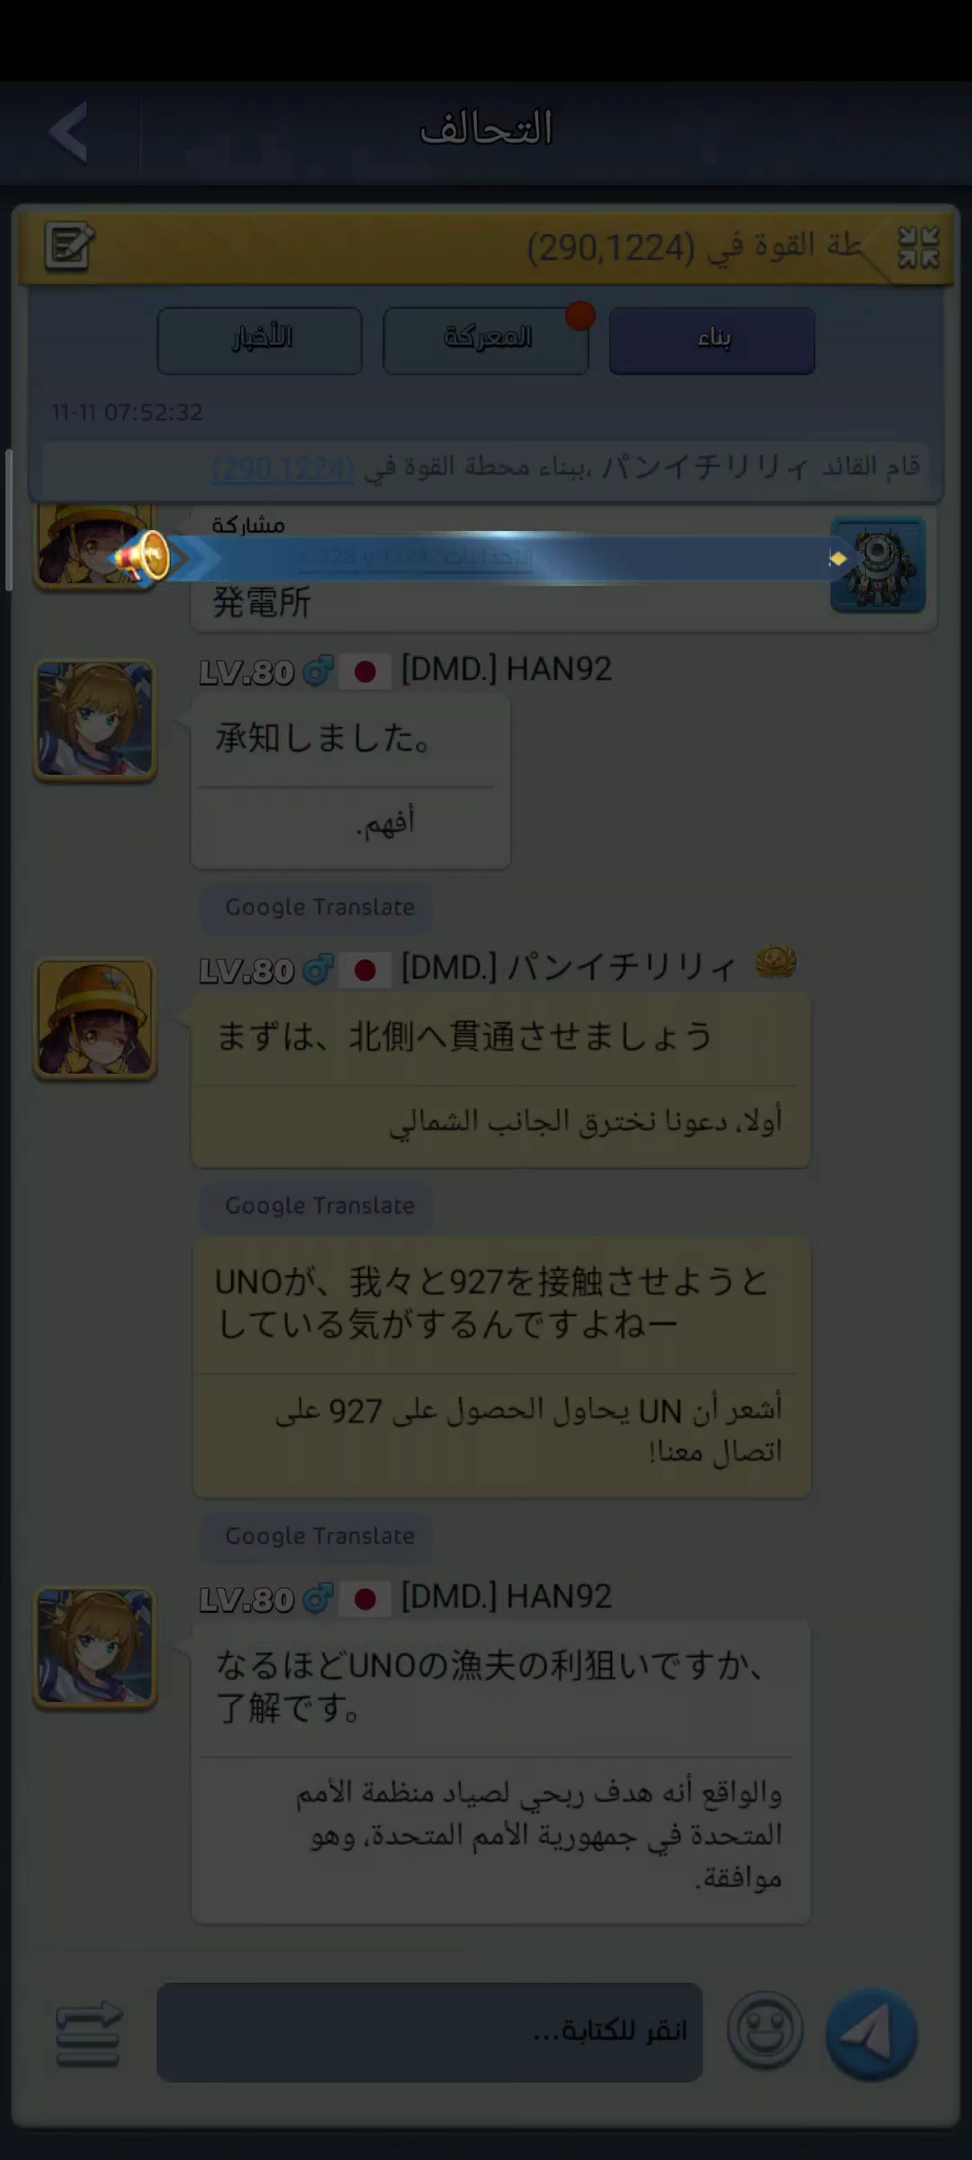 التحالف
طة القوة في (290,1224)
بناء
المعركة
الأخبار
11-11 07:52:32
قام القائد パンイチリリィ ،ببناء محطة القوة في (290,1224)
مشاركة
発電所
LV.80 [DMD.] HAN92
承知しました。
أفهم.
Google Translate
LV.80 [DMD.] パンイチリリィ
まずは、北側へ貫通させましょう
أولا، دعونا نخترق الجانب الشمالي
Google Translate
UNOが、我々と927を接触させようと
している気がするんですよねー
أشعر أن UN يحاول الحصول على 927 على
اتصال معنا!
Google Translate
LV.80 [DMD.] HAN92
なるほどUNOの漁夫の利狙いですか、
了解です。
والواقع أنه هدف ربحي لصياد منظمة الأمم
المتحدة في جمهورية الأمم المتحدة، وهو
موافقة.
انقر للكتابة...